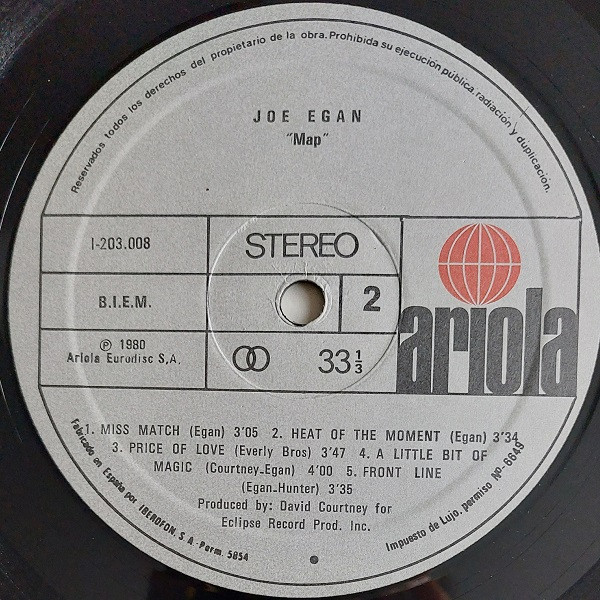 Reservados todos los derechos del propietario de la obra. Prohibida su ejecución pública, radiación y duplicación.
JOE EGAN
"Map"
I-203.008
STEREO
B.I.E.M.
2
℗ 1980
Ariola Eurodisc S,A.
33 1/3
ariola
1. MISS MATCH (Egan) 3'05 2. HEAT OF THE MOMENT (Egan) 3'34
3. PRICE OF LOVE (Everly Bros) 3'47 4. A LITTLE BIT OF
MAGIC (Courtney-Egan) 4'00 5. FRONT LINE
(Egan-Hunter) 3'35
Produced by: David Courtney for
Eclipse Record Prod. Inc.
Fabricado en España por IBEROFON, S.A.-Perm. 5854
Impuesto de Lujo, permiso Nº 6649